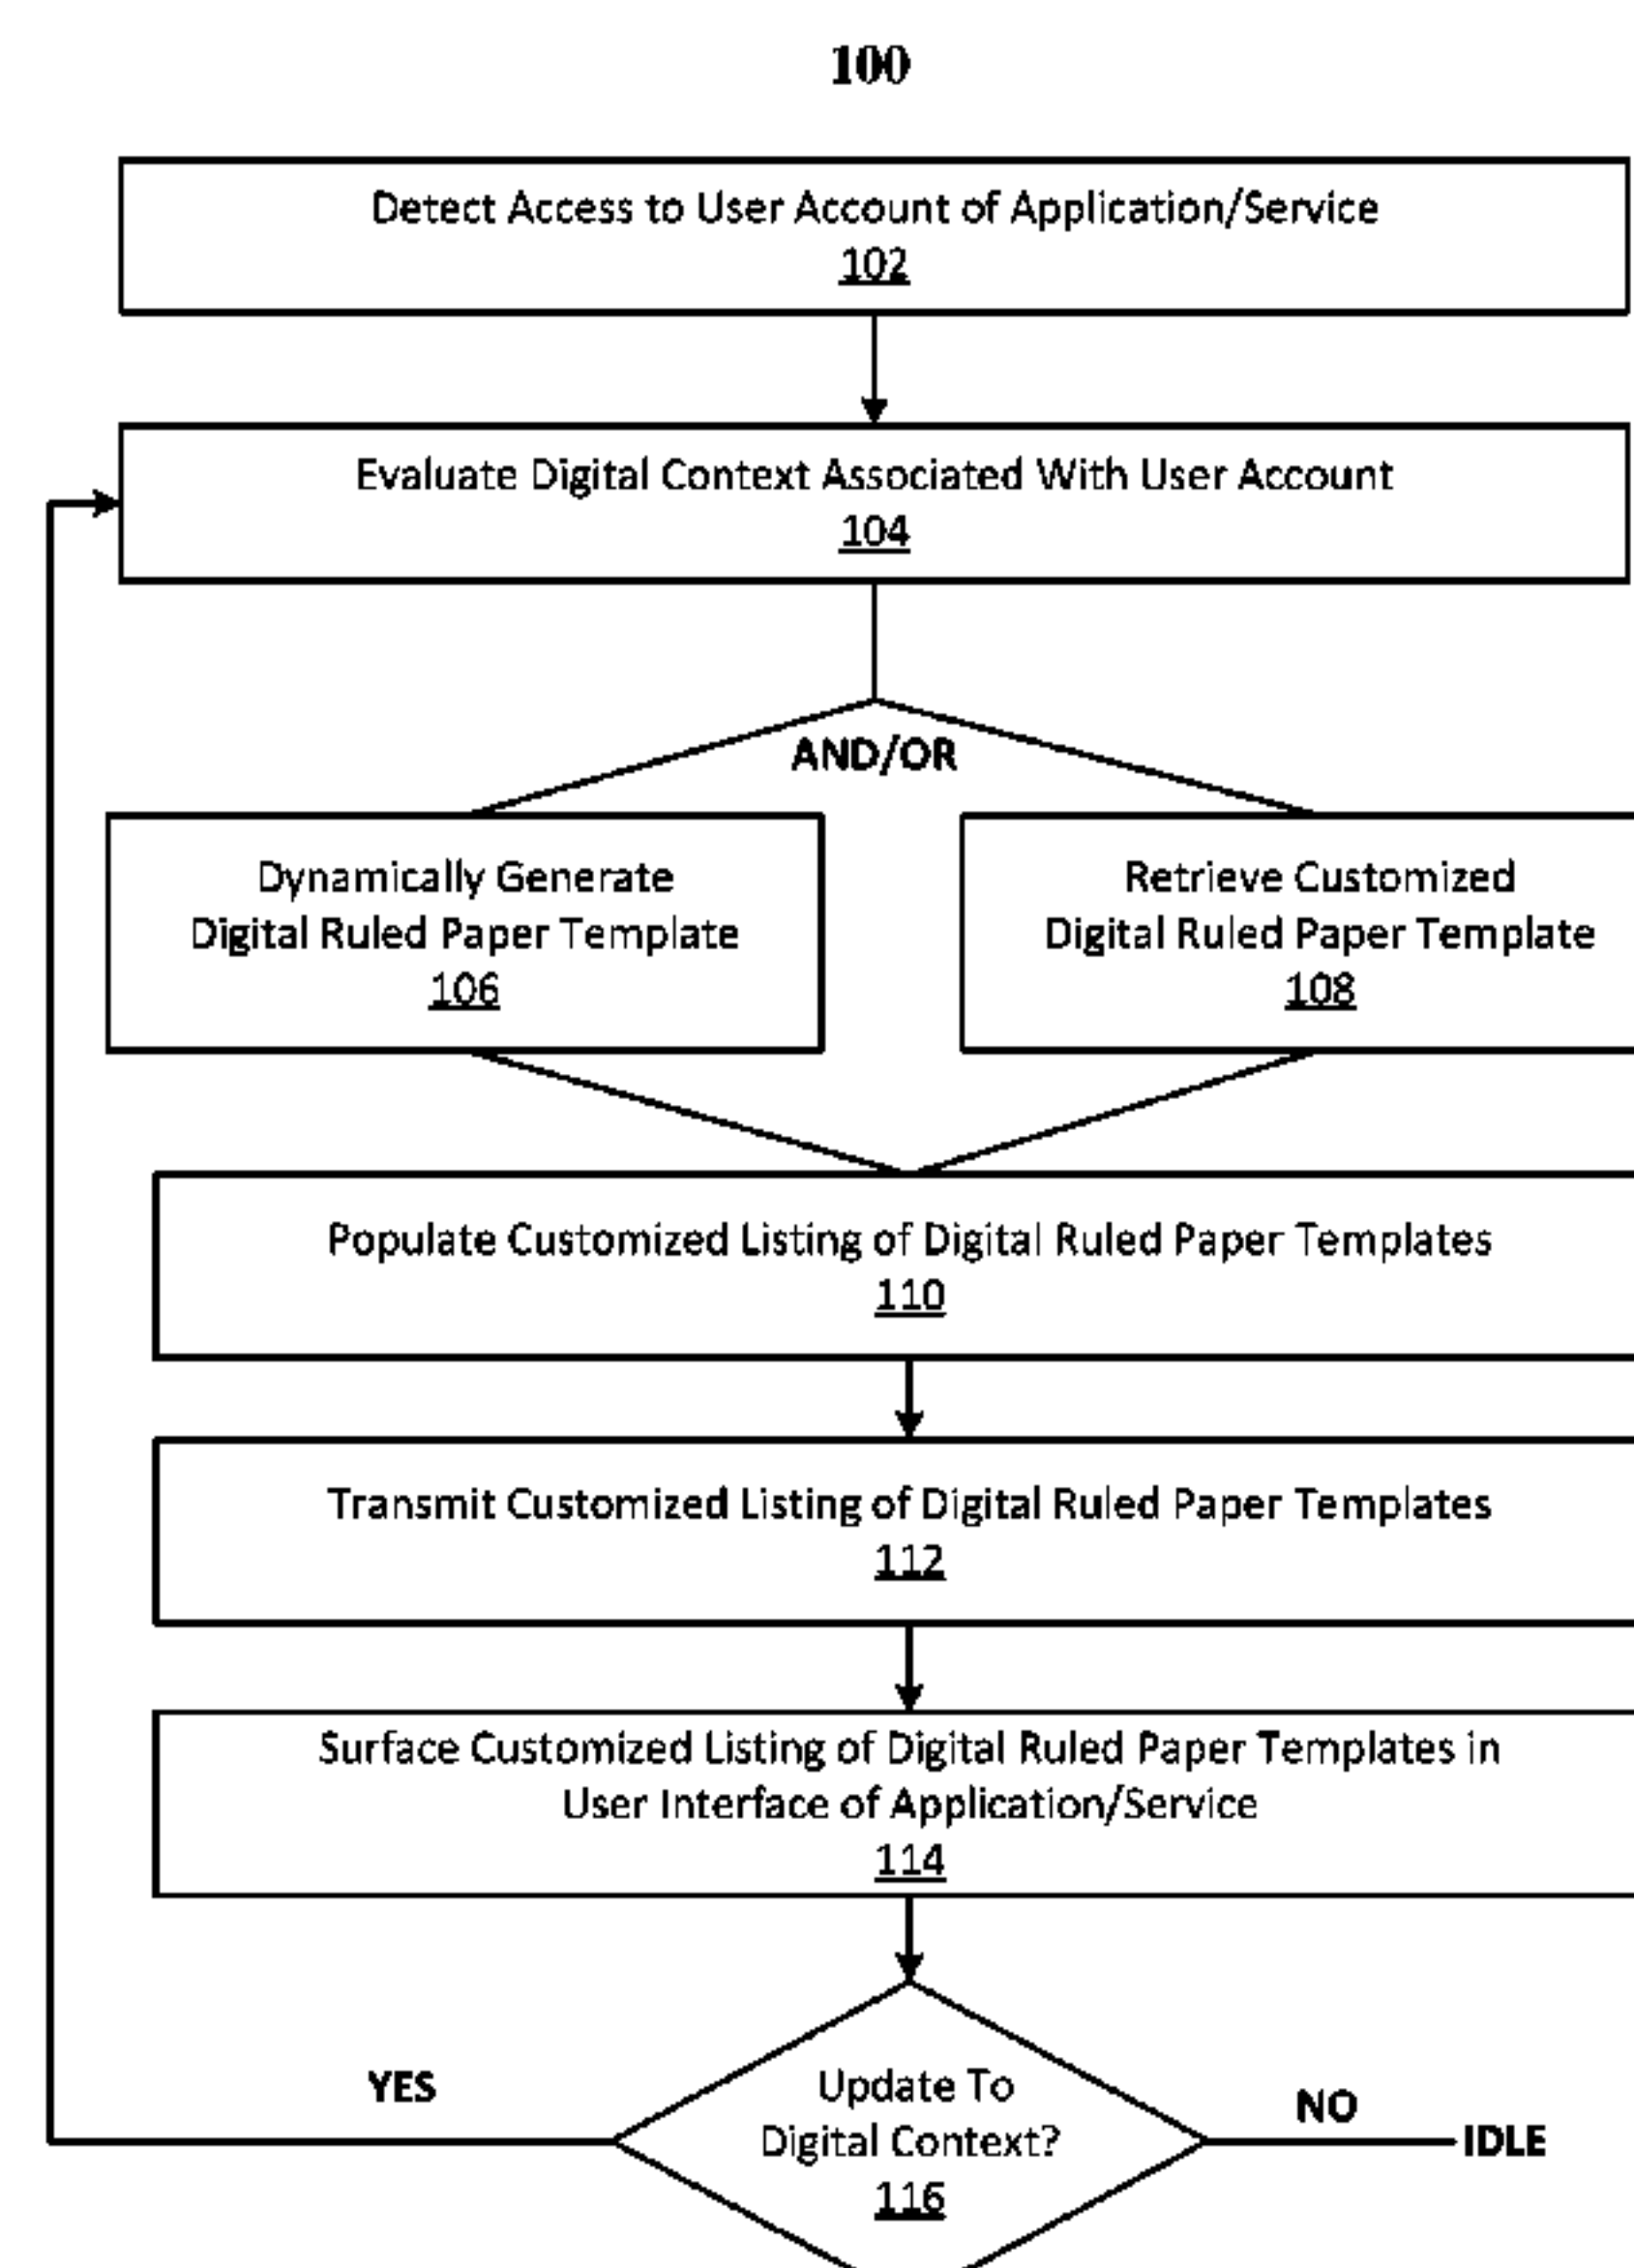 100
Detect Access to User Account of Application/Service
102
Evaluate Digital Context Associated With User Account
104
AND/OR
Dynamically Generate
Digital Ruled Paper Template
106
Retrieve Customized
Digital Ruled Paper Template
108
Populate Customized Listing of Digital Ruled Paper Templates
110
Transmit Customized Listing of Digital Ruled Paper Templates
112
Surface Customized Listing of Digital Ruled Paper Templates in
User Interface of Application/Service
114
YES
Update To
Digital Context?
116
NO
IDLE